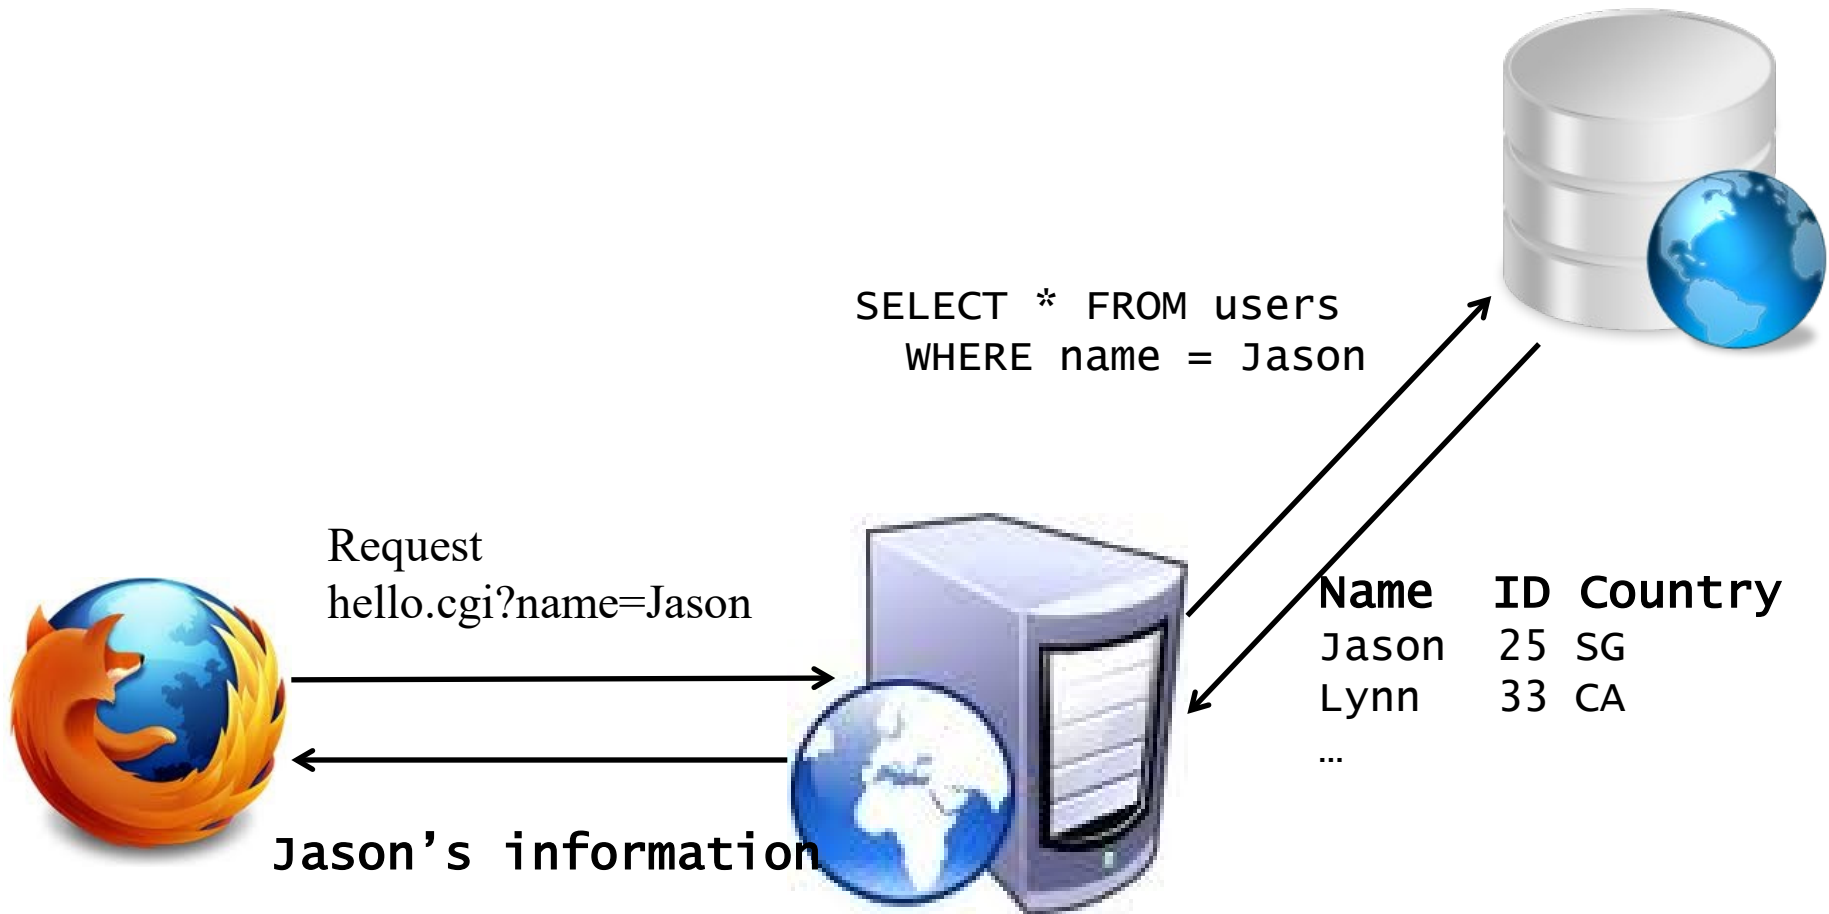 SELECT * FROM users
WHERE name = Jason
Request
hello.cgi?name=Jason
Name ID Country
Jason 25 SG
Lynn 33 CA
…
Jason’s information